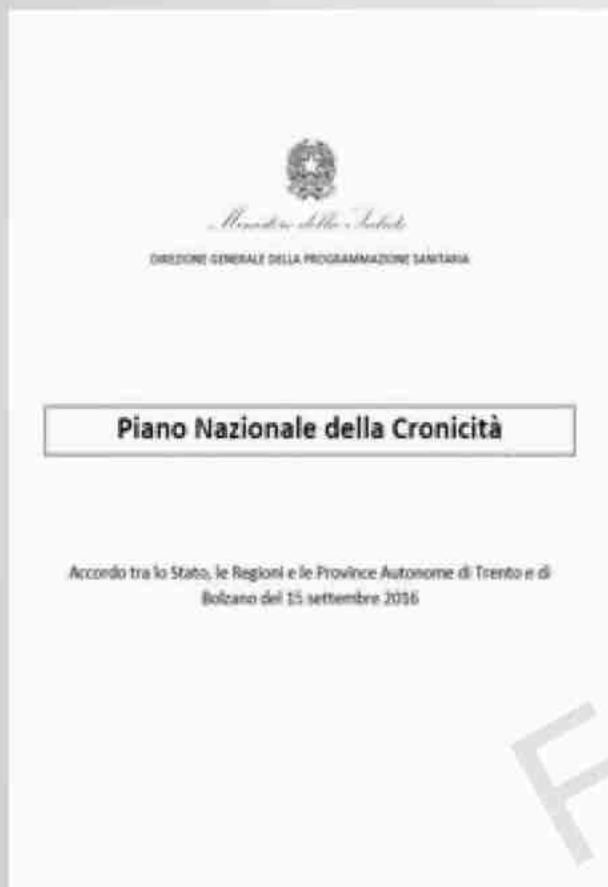 Ministero della Salute
DIREZIONE GENERALE DELLA PROGRAMMAZIONE SANITARIA
Piano Nazionale della Cronicità
Accordo tra lo Stato, le Regioni e le Province Autonome di Trento e di
Bolzano del 15 settembre 2016
F